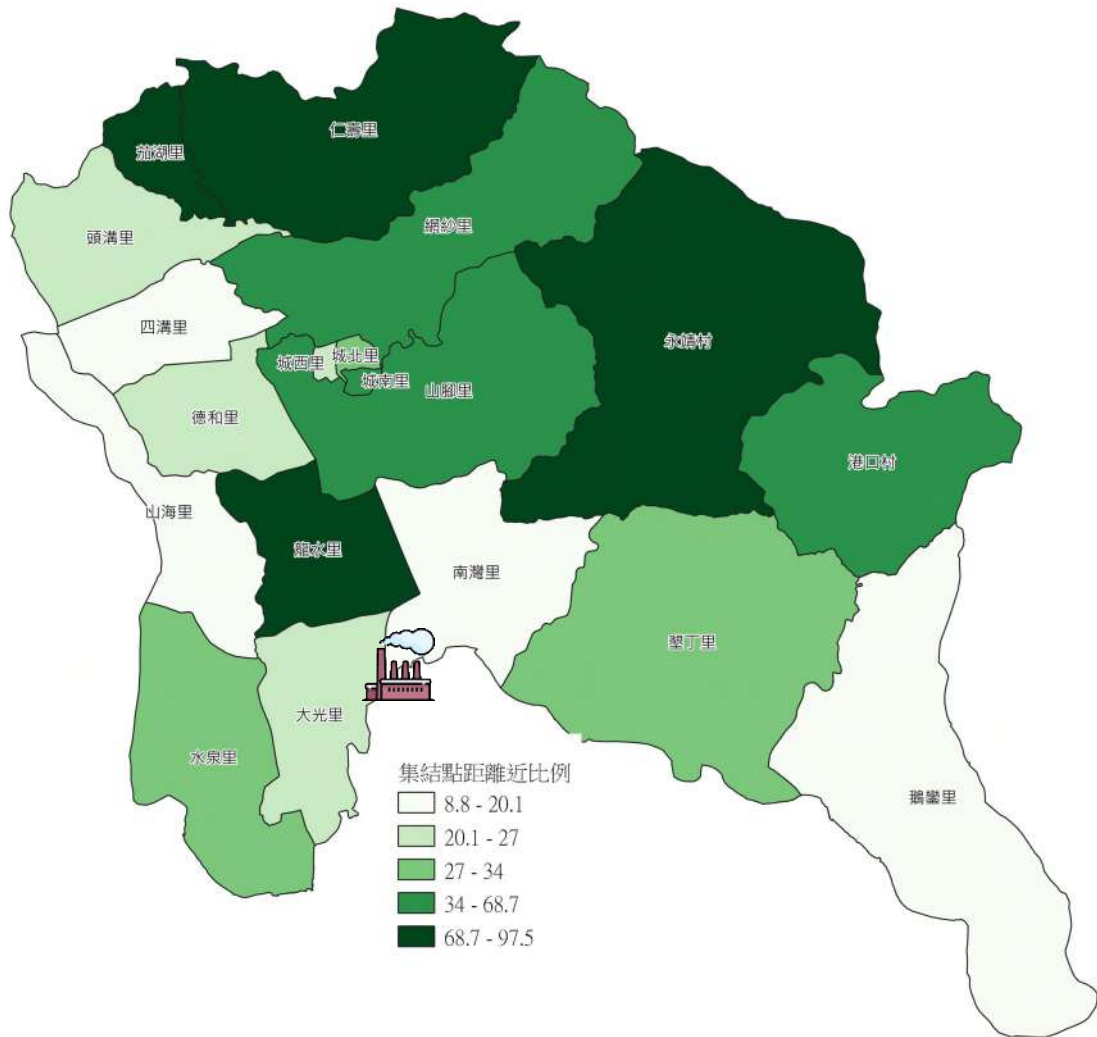 仁壽里
茄湖里
網紗里
頭溝里
四溝里
永靖村
城西里
城北里
城南里
山腳里
德和里
港口村
山海里
龍水里
南灣里
墾丁里
大光里
水泉里
鵝鑾里
集結點距離近比例
8.8 - 20.1
20.1 - 27
27 - 34
34 - 68.7
68.7 - 97.5